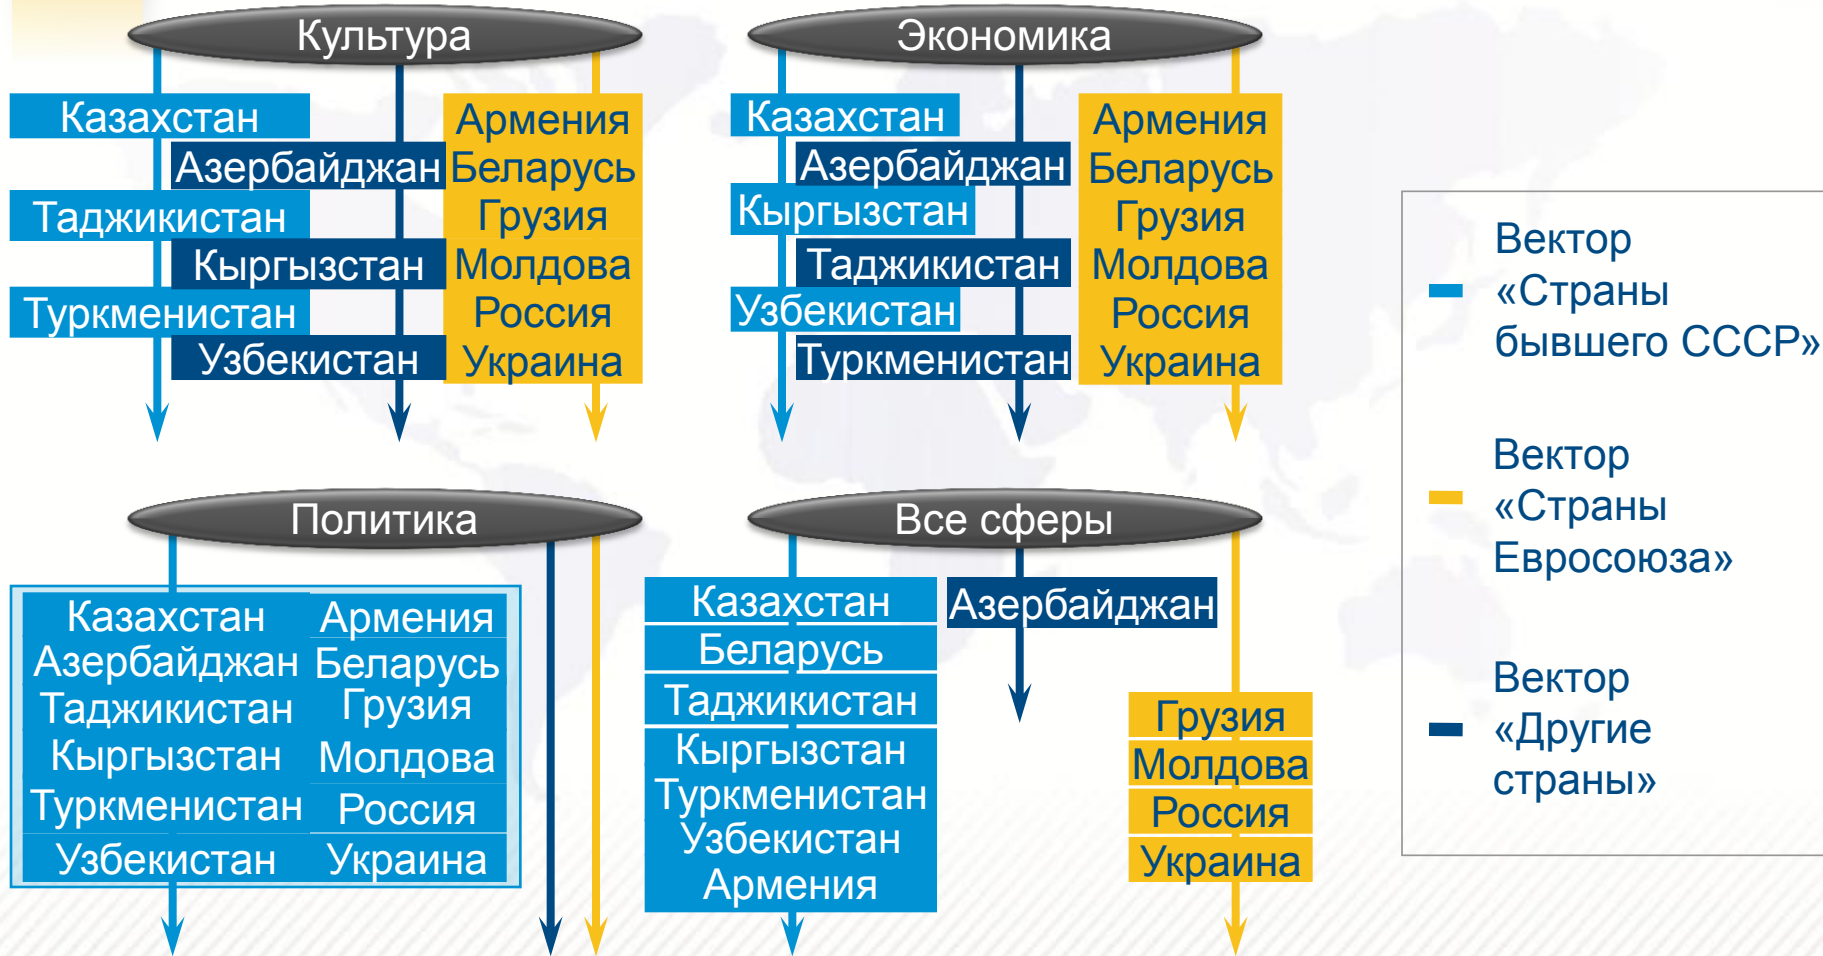 Культура
Казахстан
Таджикистан
Туркменистан
Азербайджан
Кыргызстан
Узбекистан
Армения
Беларусь
Грузия
Молдова
Россия
Украина
Экономика
Казахстан
Кыргызстан
Узбекистан
Азербайджан
Таджикистан
Туркменистан
Армения
Беларусь
Грузия
Молдова
Россия
Украина
Политика
Казахстан
Азербайджан
Таджикистан
Кыргызстан
Туркменистан
Узбекистан
Армения
Беларусь
Грузия
Молдова
Россия
Украина
Все сферы
Казахстан
Беларусь
Таджикистан
Кыргызстан
Туркменистан
Узбекистан
Армения
Азербайджан
Грузия
Молдова
Россия
Украина
Вектор
«Страны
бывшего СССР»
Вектор
«Страны
Евросоюза»
Вектор
«Другие
страны»